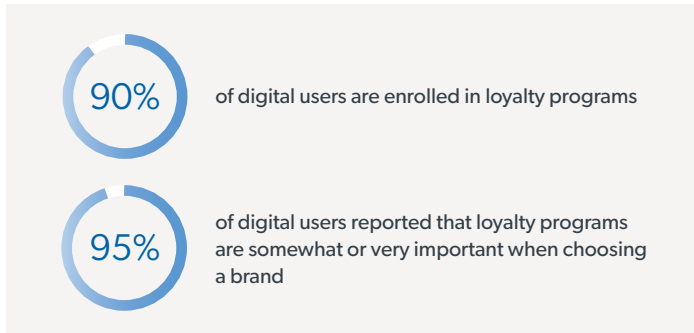 90%
of digital users are enrolled in loyalty programs
95%
of digital users reported that loyalty programs
are somewhat or very important when choosing
a brand